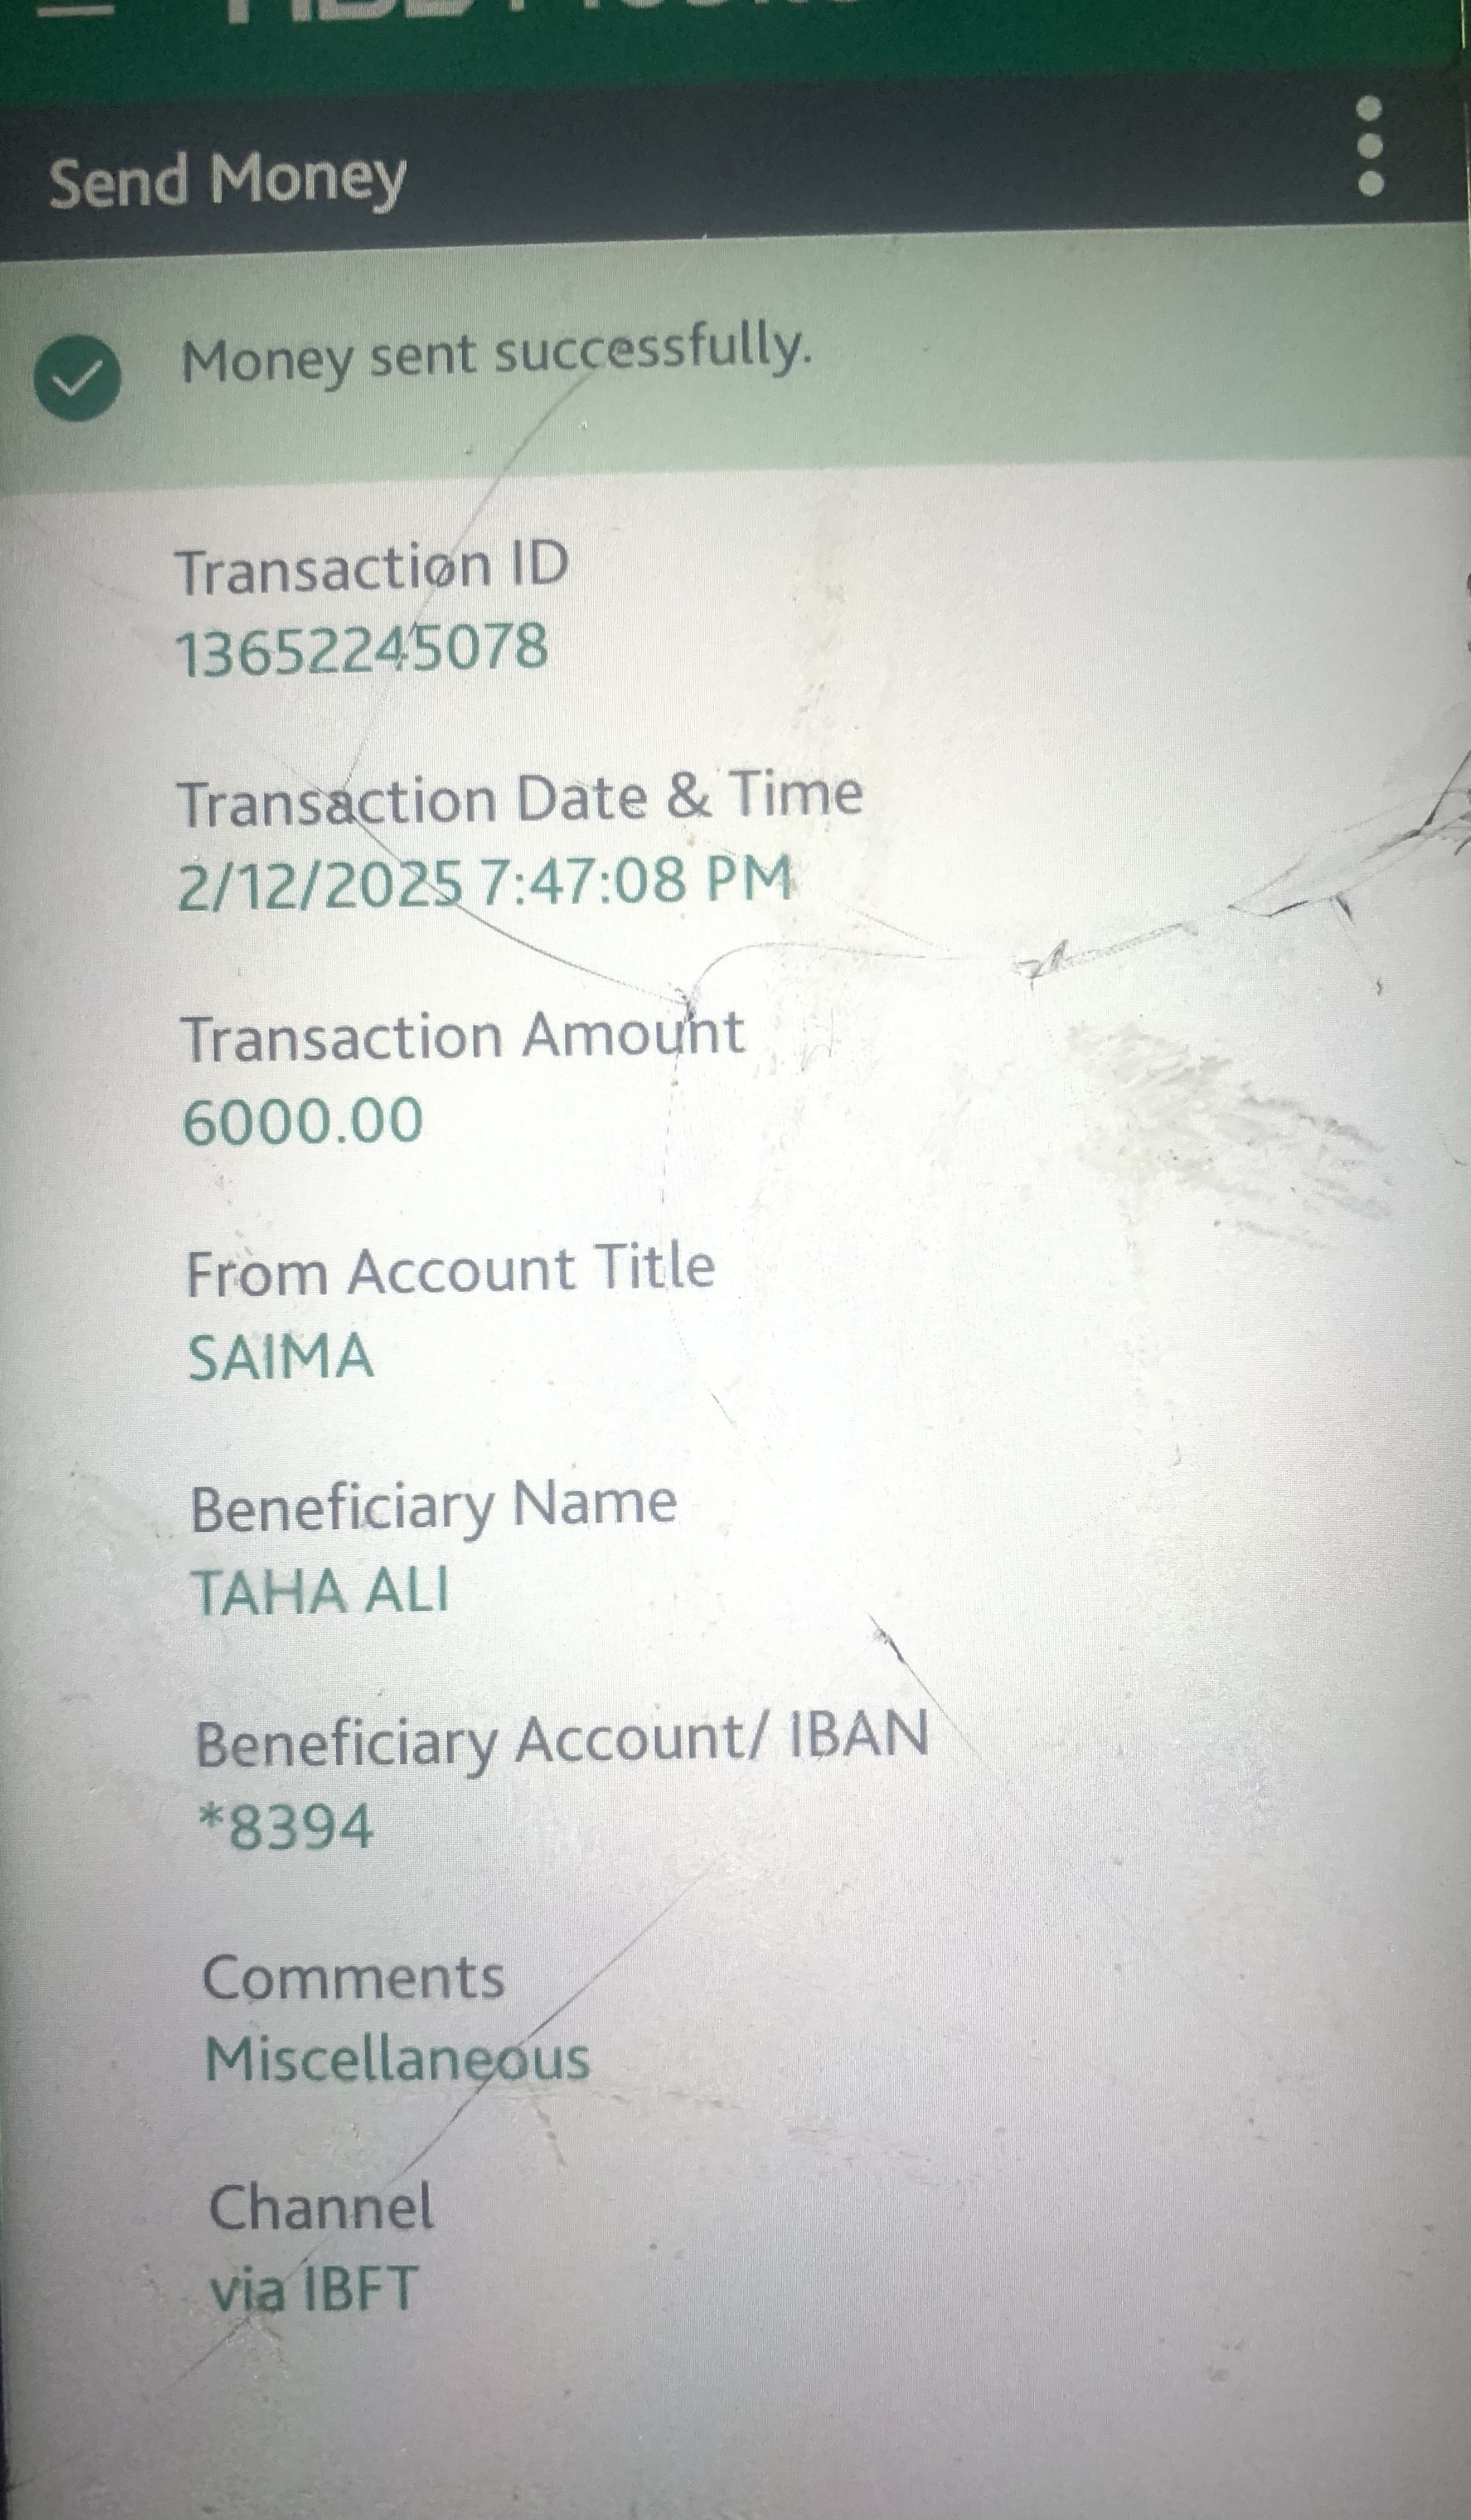 Send Money
Money sent successfully.
Transaction ID
13652245078
Transaction Date & Time
2/12/2025 7:47:08 PM
Transaction Amount
6000.00
From Account Title
SAIMA
Beneficiary Name
TAHA ALI
Beneficiary Account/ IBAN
*8394
Comments
Miscellaneous
Channel
via IBFT